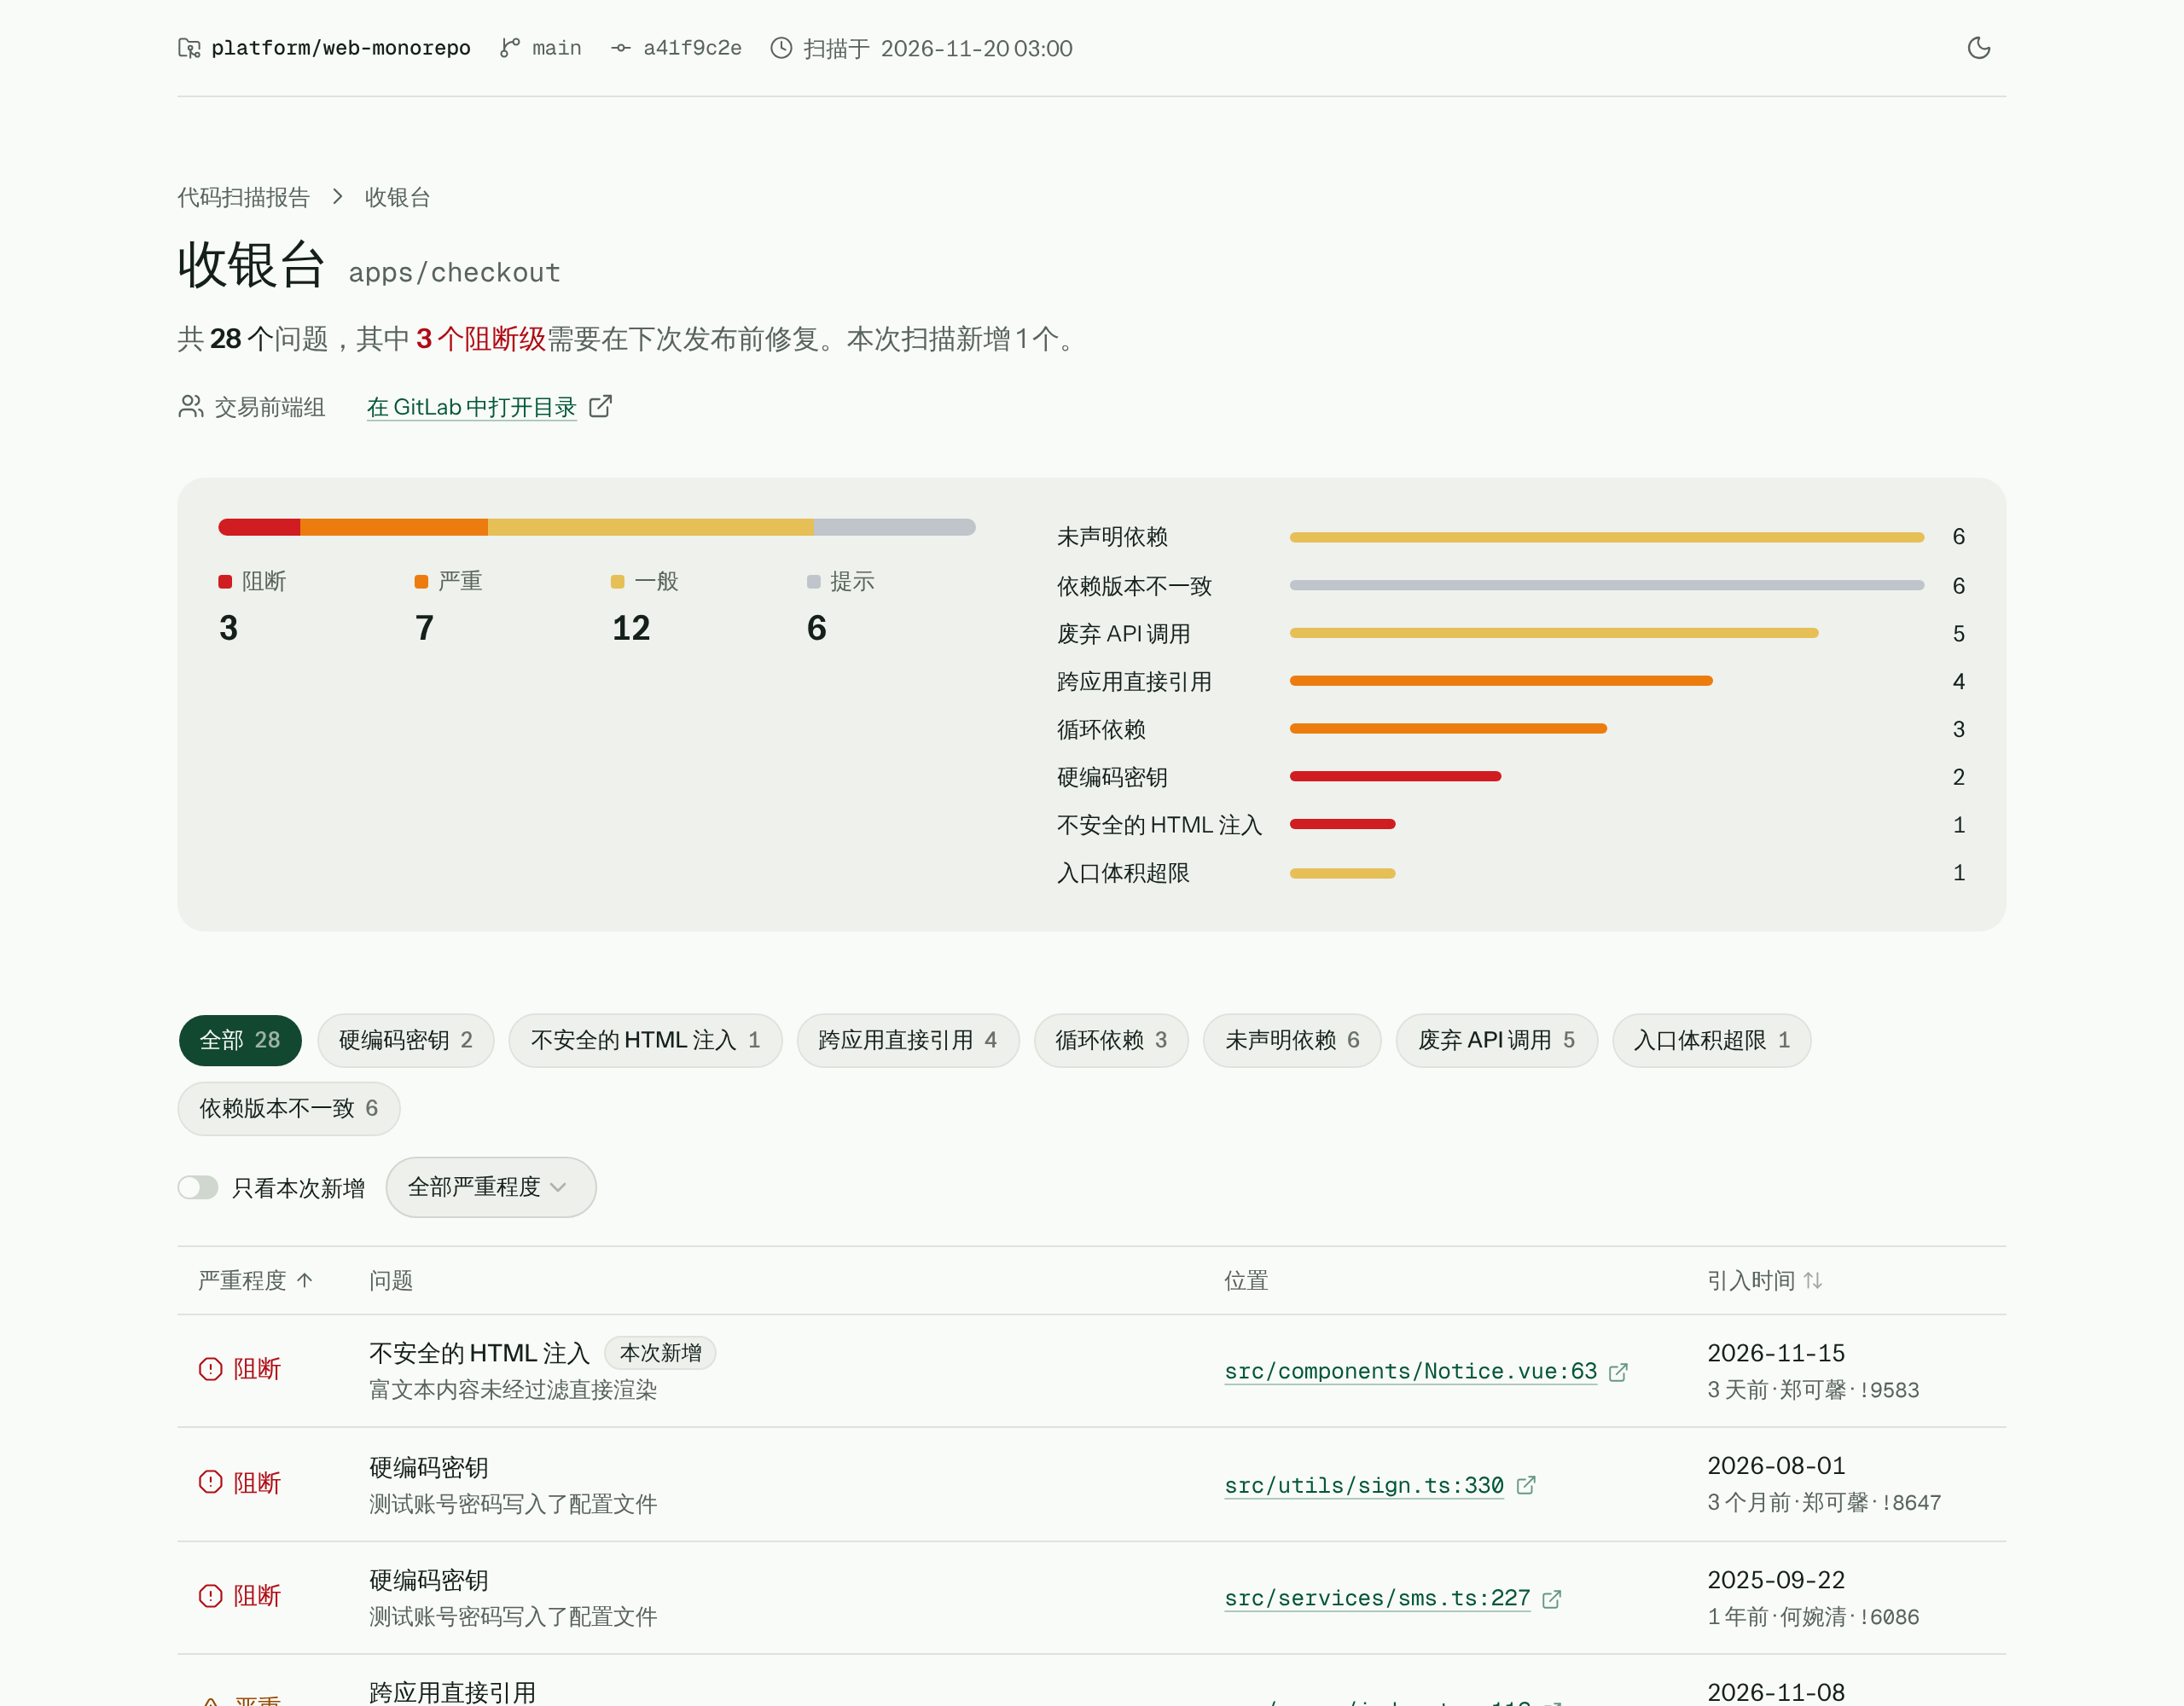 platform/web-monorepo main a41f9c2e 扫描于 2026-11-20 03:00
代码扫描报告 收银台
收银台 apps/checkout
共 28 个问题，其中 3 个阻断级需要在下次发布前修复。本次扫描新增 1 个。
交易前端组 在 GitLab 中打开目录
阻断 严重 一般 提示
3 7 12 6
未声明依赖 6
依赖版本不一致 6
废弃 API 调用 5
跨应用直接引用 4
循环依赖 3
硬编码密钥 2
不安全的 HTML 注入 1
入口体积超限 1
全部 28 硬编码密钥 2 不安全的 HTML 注入 1 跨应用直接引用 4 循环依赖 3 未声明依赖 6 废弃 API 调用 5 入口体积超限 1
依赖版本不一致 6
只看本次新增 全部严重程度
严重程度 问题 位置 引入时间
阻断 不安全的 HTML 注入 本次新增 src/components/Notice.vue:63 2026-11-15
富文本内容未经过滤直接渲染 3 天前·郑可馨·!9583
阻断 硬编码密钥 src/utils/sign.ts:330 2026-08-01
测试账号密码写入了配置文件 3 个月前·郑可馨·!8647
阻断 硬编码密钥 src/services/sms.ts:227 2025-09-22
测试账号密码写入了配置文件 1 年前·何婉清·!6086
严重 跨应用直接引用 2026-11-08